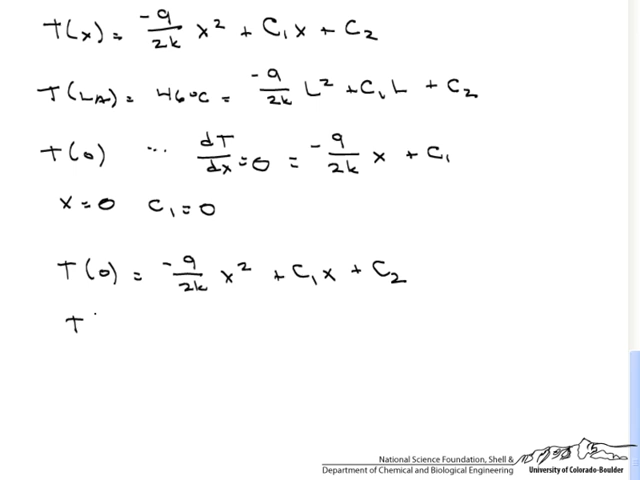 T(x) = -q/2k x² + C₁x + C₂
T(L_A) = 46°C = -q/2k L² + C₁L + C₂
T(0) ... dT/dx = 0 = -q/2k x + C₁
x = 0 C₁ = 0
T(0) = -q/2k x² + C₁x + C₂
T
National Science Foundation, Shell &
Department of Chemical and Biological Engineering
University of Colorado-Boulder